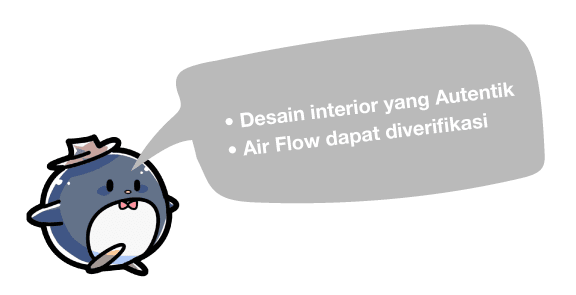 • Desain interior yang Autentik
• Air Flow dapat diverifikasi